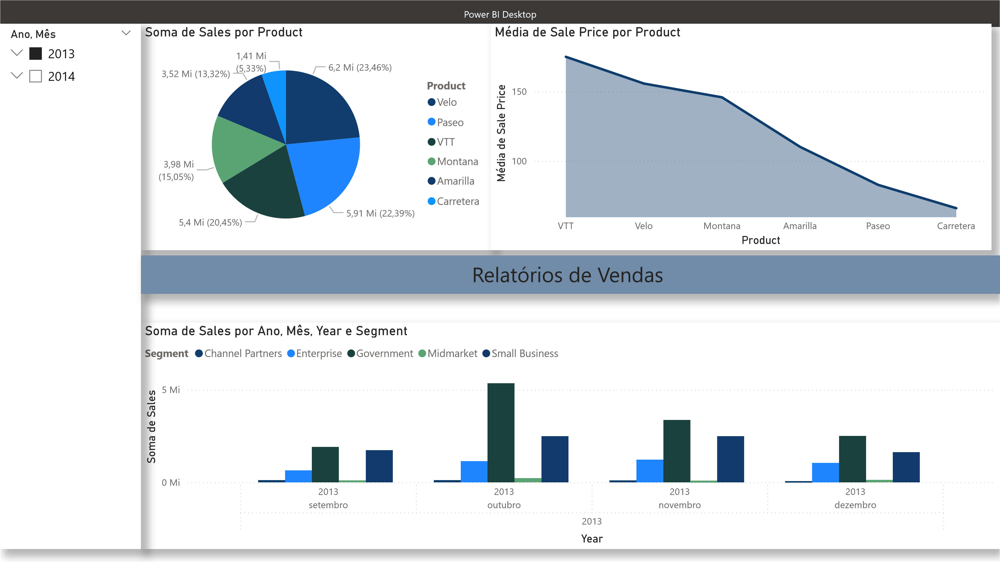 Power BI Desktop
Ano, Mês
2013
2014
Soma de Sales por Product
1,41 Mi
(5,33%)
3,52 Mi (13,32%)
6,2 Mi (23,46%)
3,98 Mi
(15,05%)
5,4 Mi (20,45%)
5,91 Mi (22,39%)
Product
Velo
Paseo
VTT
Montana
Amarilla
Carretera
Média de Sale Price por Product
Média de Sale Price
150
100
VTT Velo Montana Amarilla Paseo Carretera
Product
Relatórios de Vendas
Soma de Sales por Ano, Mês, Year e Segment
Segment Channel Partners Enterprise Government Midmarket Small Business
Soma de Sales
5 Mi
0 Mi
2013 2013 2013 2013
setembro outubro novembro dezembro
2013
Year